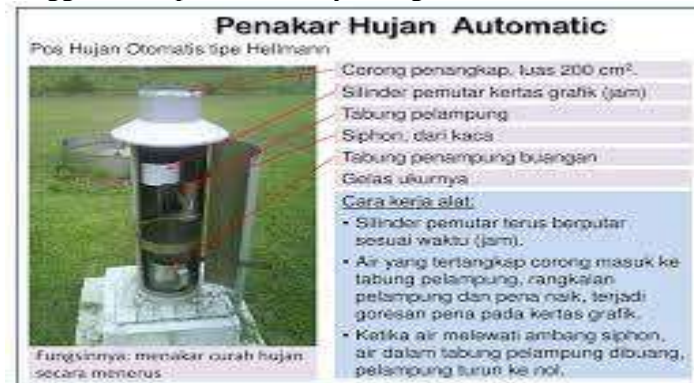 Penakar Hujan Automatic
Pos Hujan Otomatis tipe Hellmann
Corong penangkap, luas 200 cm².
Silinder pemutar kertas grafik (jam)
Tabung pelampung
Siphon, dari kaca
Tabung penampung buangan
Gelas ukurnya
Cara kerja alat:
• Silinder pemutar terus berputar
sesuai waktu (jam).
• Air yang tertangkap corong masuk ke
tabung pelampung, rangkaian
pelampung dan pena naik, terjadi
goresan pena pada kertas grafik.
• Ketika air melewati ambang siphon,
air dalam tabung pelampung dibuang,
pelampung turun ke nol.
Fungsinnya: menakar curah hujan
secara menerus